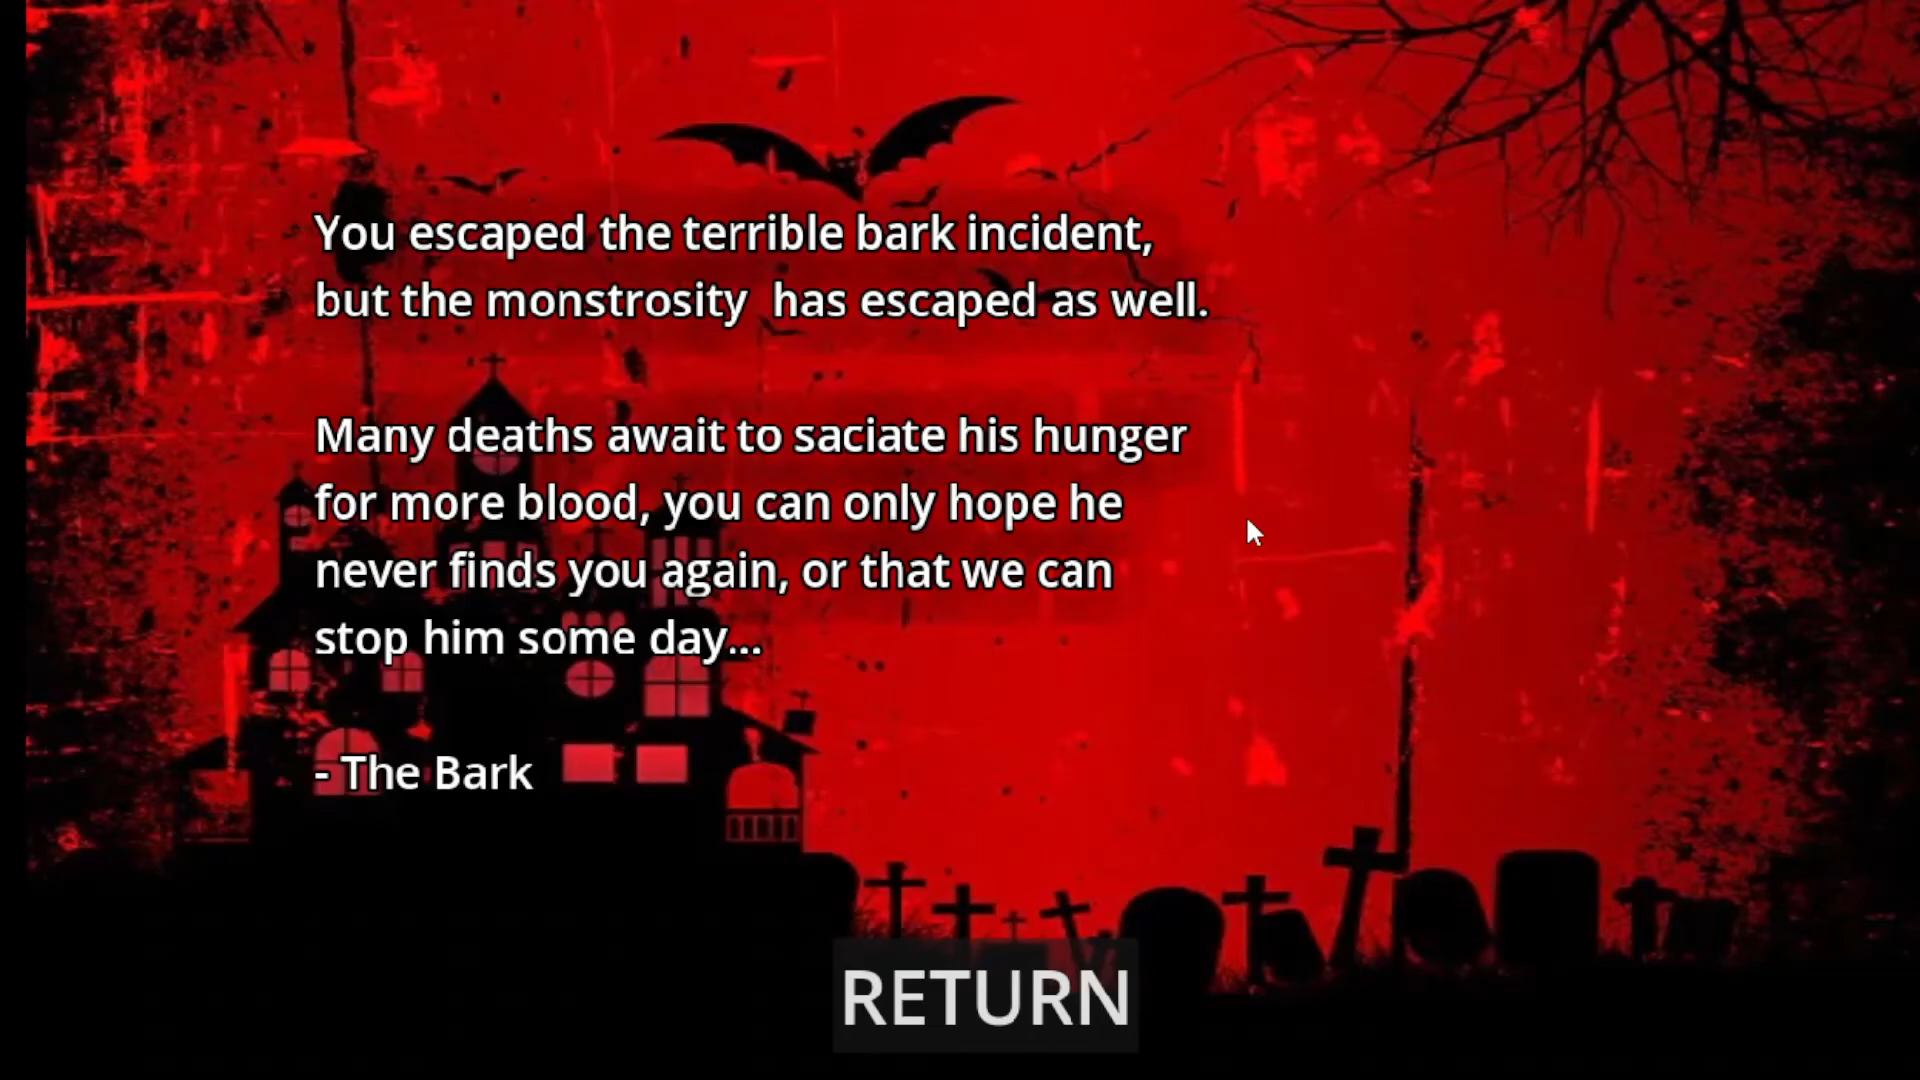 You escaped the terrible bark incident,
but the monstrosity  has escaped as well.
Many deaths await to saciate his hunger
for more blood, you can only hope he
never finds you again, or that we can
stop him some day...
- The Bark
RETURN